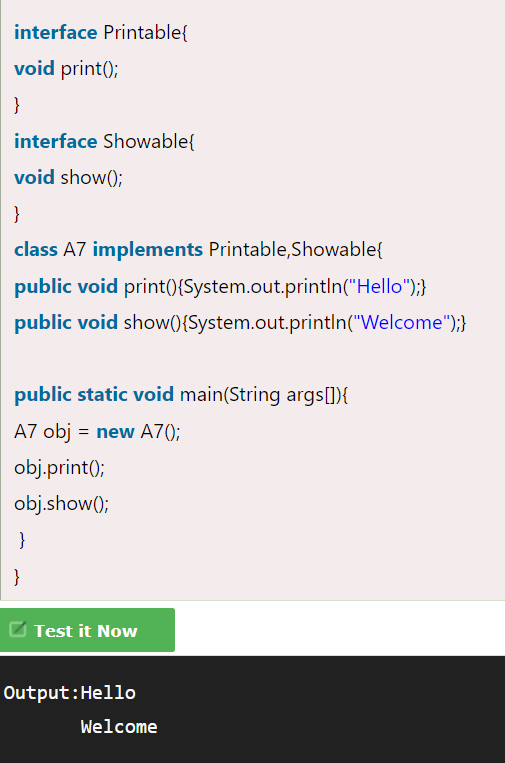 interface Printable{
void print();
}
interface Showable{
void show();
}
class A7 implements Printable,Showable{
public void print(){System.out.println("Hello");}
public void show(){System.out.println("Welcome");}
public static void main(String args[]){
A7 obj = new A7();
obj.print();
obj.show();
}
}
Test it Now
Output:Hello
Welcome